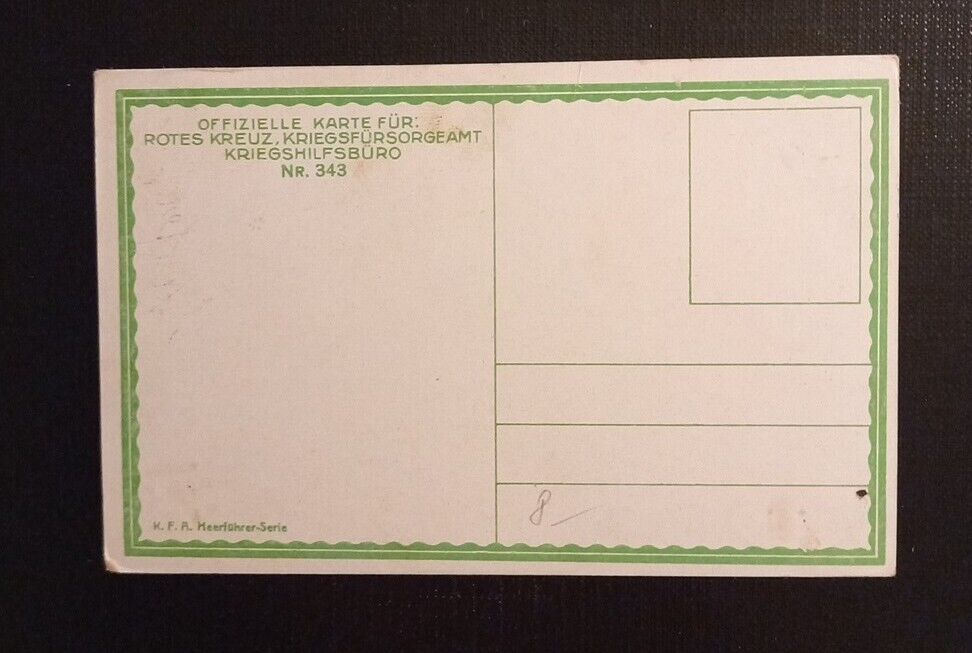 OFFIZIELLE KARTE FÜR:
ROTES KREUZ, KRIEGSFÜRSORGEAMT
KRIEGSHILFSBÜRO
NR. 343
K. F. A. Heerführer-Serie
8